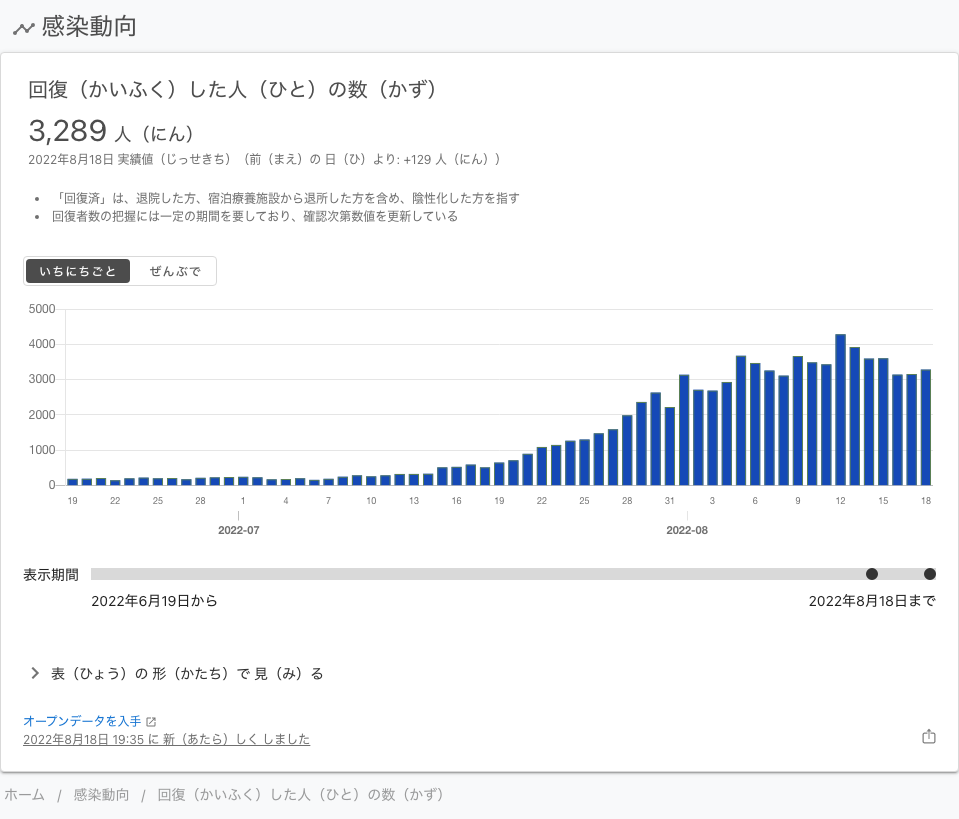 感染動向
回復（かいふく）した人（ひと）の数（かず）
3,289 人（にん）
2022年8月18日 実績値（じっせきち）（前（まえ）の 日（ひ）より: +129 人（にん））
「回復済」は、退院した方、宿泊療養施設から退所した方を含め、陰性化した方を指す
回復者数の把握には一定の期間を要しており、確認次第数値を更新している
いちにちごと ぜんぶで
5000
4000
3000
2000
1000
0
19 22 25 28 1 4 7 10 13 16 19 22 25 28 31 3 6 9 12 15 18
2022-07 2022-08
表示期間
2022年6月19日から 2022年8月18日まで
表（ひょう）の 形（かたち）で 見（み）る
オープンデータを入手
2022年8月18日 19:35 に 新（あたら）しく しました
ホーム / 感染動向 / 回復（かいふく）した人（ひと）の数（かず）